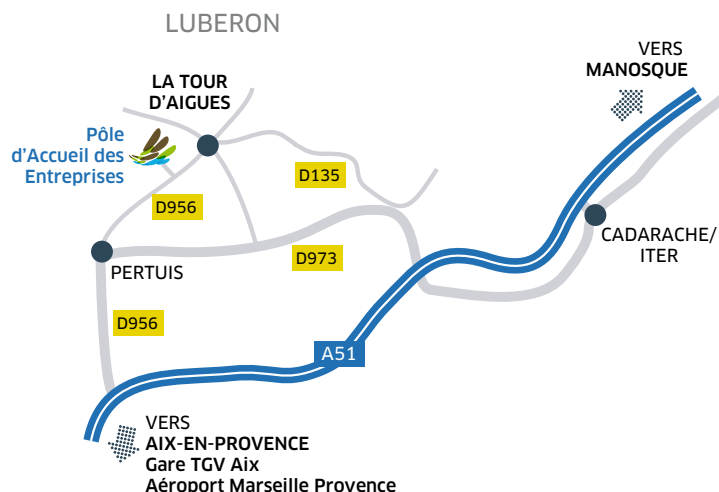 LUBERON
VERS
MANOSQUE
LA TOUR
D'AIGUES
Pôle
d'Accueil des
Entreprises
D135
D956
CADARACHE/
ITER
D973
PERTUIS
D956
A51
VERS
AIX-EN-PROVENCE
Gare TGV Aix
Aéroport Marseille Provence